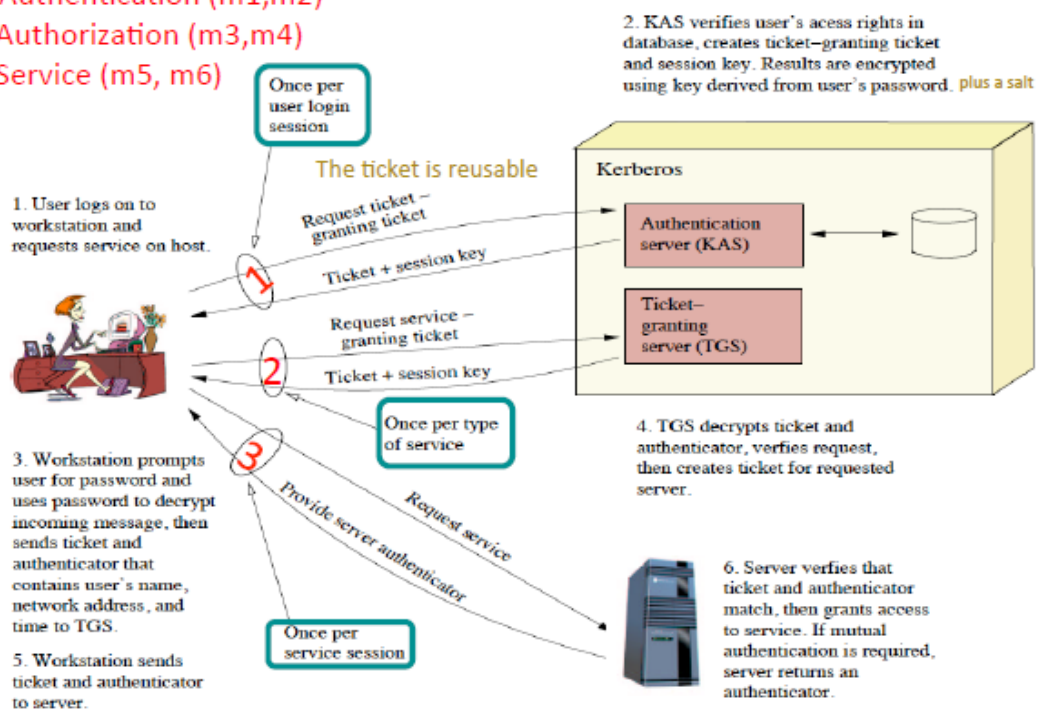 Authentication (m1,m2)
Authorization (m3,m4)
Service (m5, m6)
2. KAS verifies user's acess rights in
database, creates ticket–granting ticket
and session key. Results are encrypted
using key derived from user's password. plus a salt
Once per
user login
session
The ticket is reusable
Kerberos
1. User logs on to
workstation and
requests service on host.
Request ticket –
granting ticket
Authentication
server (KAS)
1
Ticket + session key
Request service –
granting ticket
Ticket–
granting
server (TGS)
2
Ticket + session key
Once per type
of service
4. TGS decrypts ticket and
authenticator, verfies request,
then creates ticket for requested
server.
3
3. Workstation prompts
user for password and
uses password to decrypt
incoming message, then
sends ticket and
authenticator that
contains user's name,
network address, and
time to TGS.
Request service
Provide server authenticator
6. Server verfies that
ticket and authenticator
match, then grants access
to service. If mutual
authentication is required,
server returns an
authenticator.
Once per
service session
5. Workstation sends
ticket and authenticator
to server.